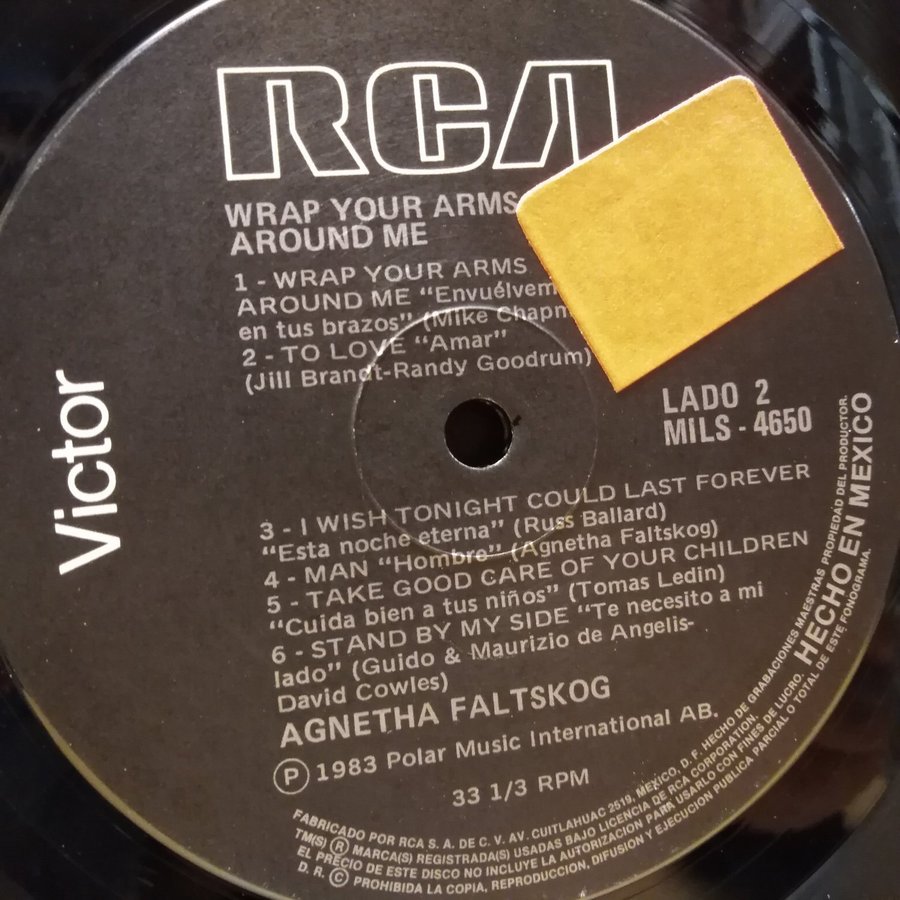 RCA
WRAP YOUR ARMS
AROUND ME
1 - WRAP YOUR ARMS
AROUND ME "Envuélvem
en tus brazos" (Mike Chapm
2 - TO LOVE "Amar"
(Jill Brandt-Randy Goodrum)
Victor
LADO 2
MILS - 4650
3 - I WISH TONIGHT COULD LAST FOREVER
"Esta noche eterna" (Russ Ballard)
4 - MAN "Hombre" (Agnetha Faltskog)
5 - TAKE GOOD CARE OF YOUR CHILDREN
"Cuida bien a tus niños" (Tomas Ledin)
6 - STAND BY MY SIDE "Te necesito a mi
lado" (Guido & Maurizio de Angelis-
David Cowles)
AGNETHA FALTSKOG
Ⓟ 1983 Polar Music International AB.
33 1/3 RPM
FABRICADO POR RCA S. A. DE C. V. AV. CUITLAHUAC 2519, MEXICO, D. F. HECHO DE GRABACIONES MAESTRAS PROPIEDAD DEL PRODUCTOR.
TM(S) ® MARCA(S) REGISTRADA(S) USADAS BAJO LICENCIA DE RCA CORPORATION. HECHO EN MEXICO
EL PRECIO DE ESTE DISCO NO INCLUYE LA AUTORIZACION PARA USARLO CON FINES DE LUCRO.
D. R. © PROHIBIDA LA COPIA, REPRODUCCION, DIFUSION Y EJECUCION PUBLICA PARCIAL O TOTAL DE ESTE FONOGRAMA.